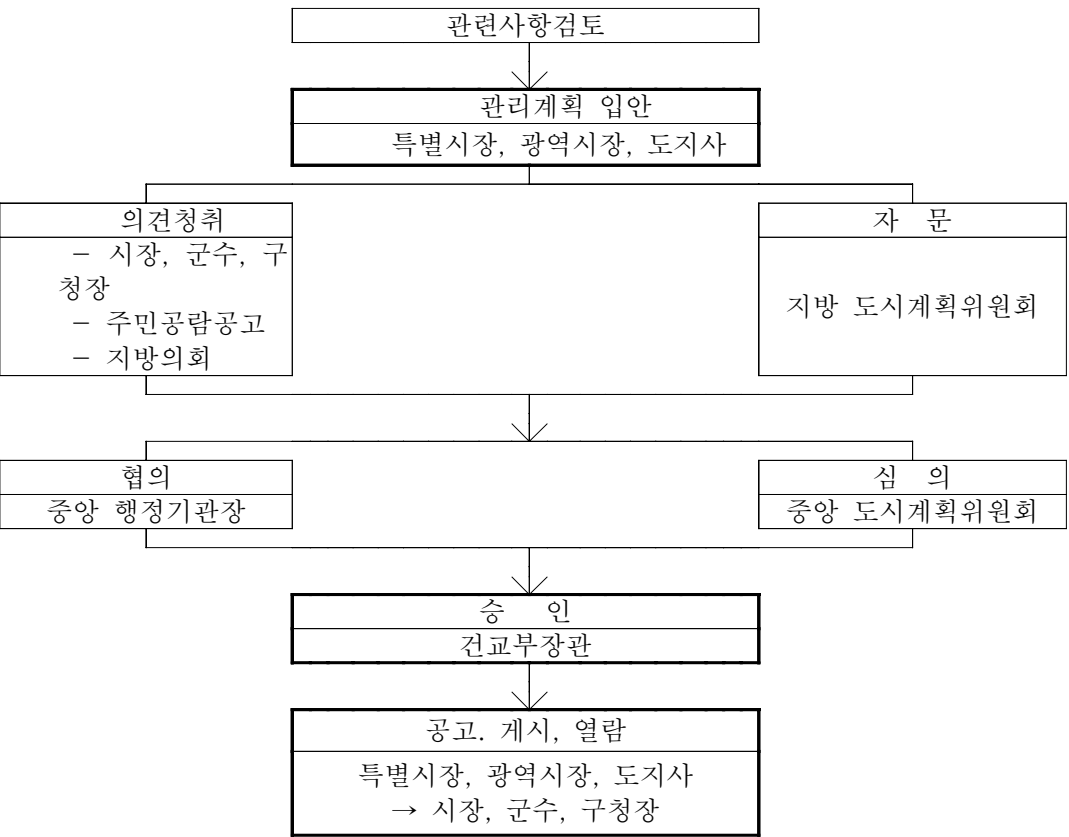 관련사항검토
관리계획 입안
특별시장, 광역시장, 도지사
의견청취
- 시장, 군수, 구
청장
- 주민공람공고
- 지방의회
자 문
지방 도시계획위원회
협의
중앙 행정기관장
심 의
중앙 도시계획위원회
승 인
건교부장관
공고. 게시, 열람
특별시장, 광역시장, 도지사
→ 시장, 군수, 구청장